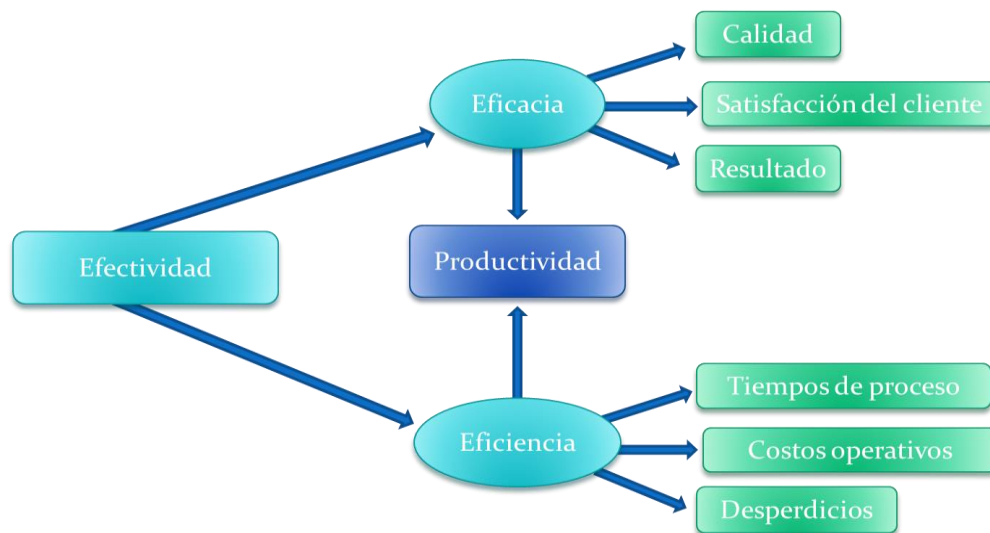 Calidad
Eficacia
Satisfacción del cliente
Resultado
Efectividad
Productividad
Tiempos de proceso
Eficiencia
Costos operativos
Desperdicios